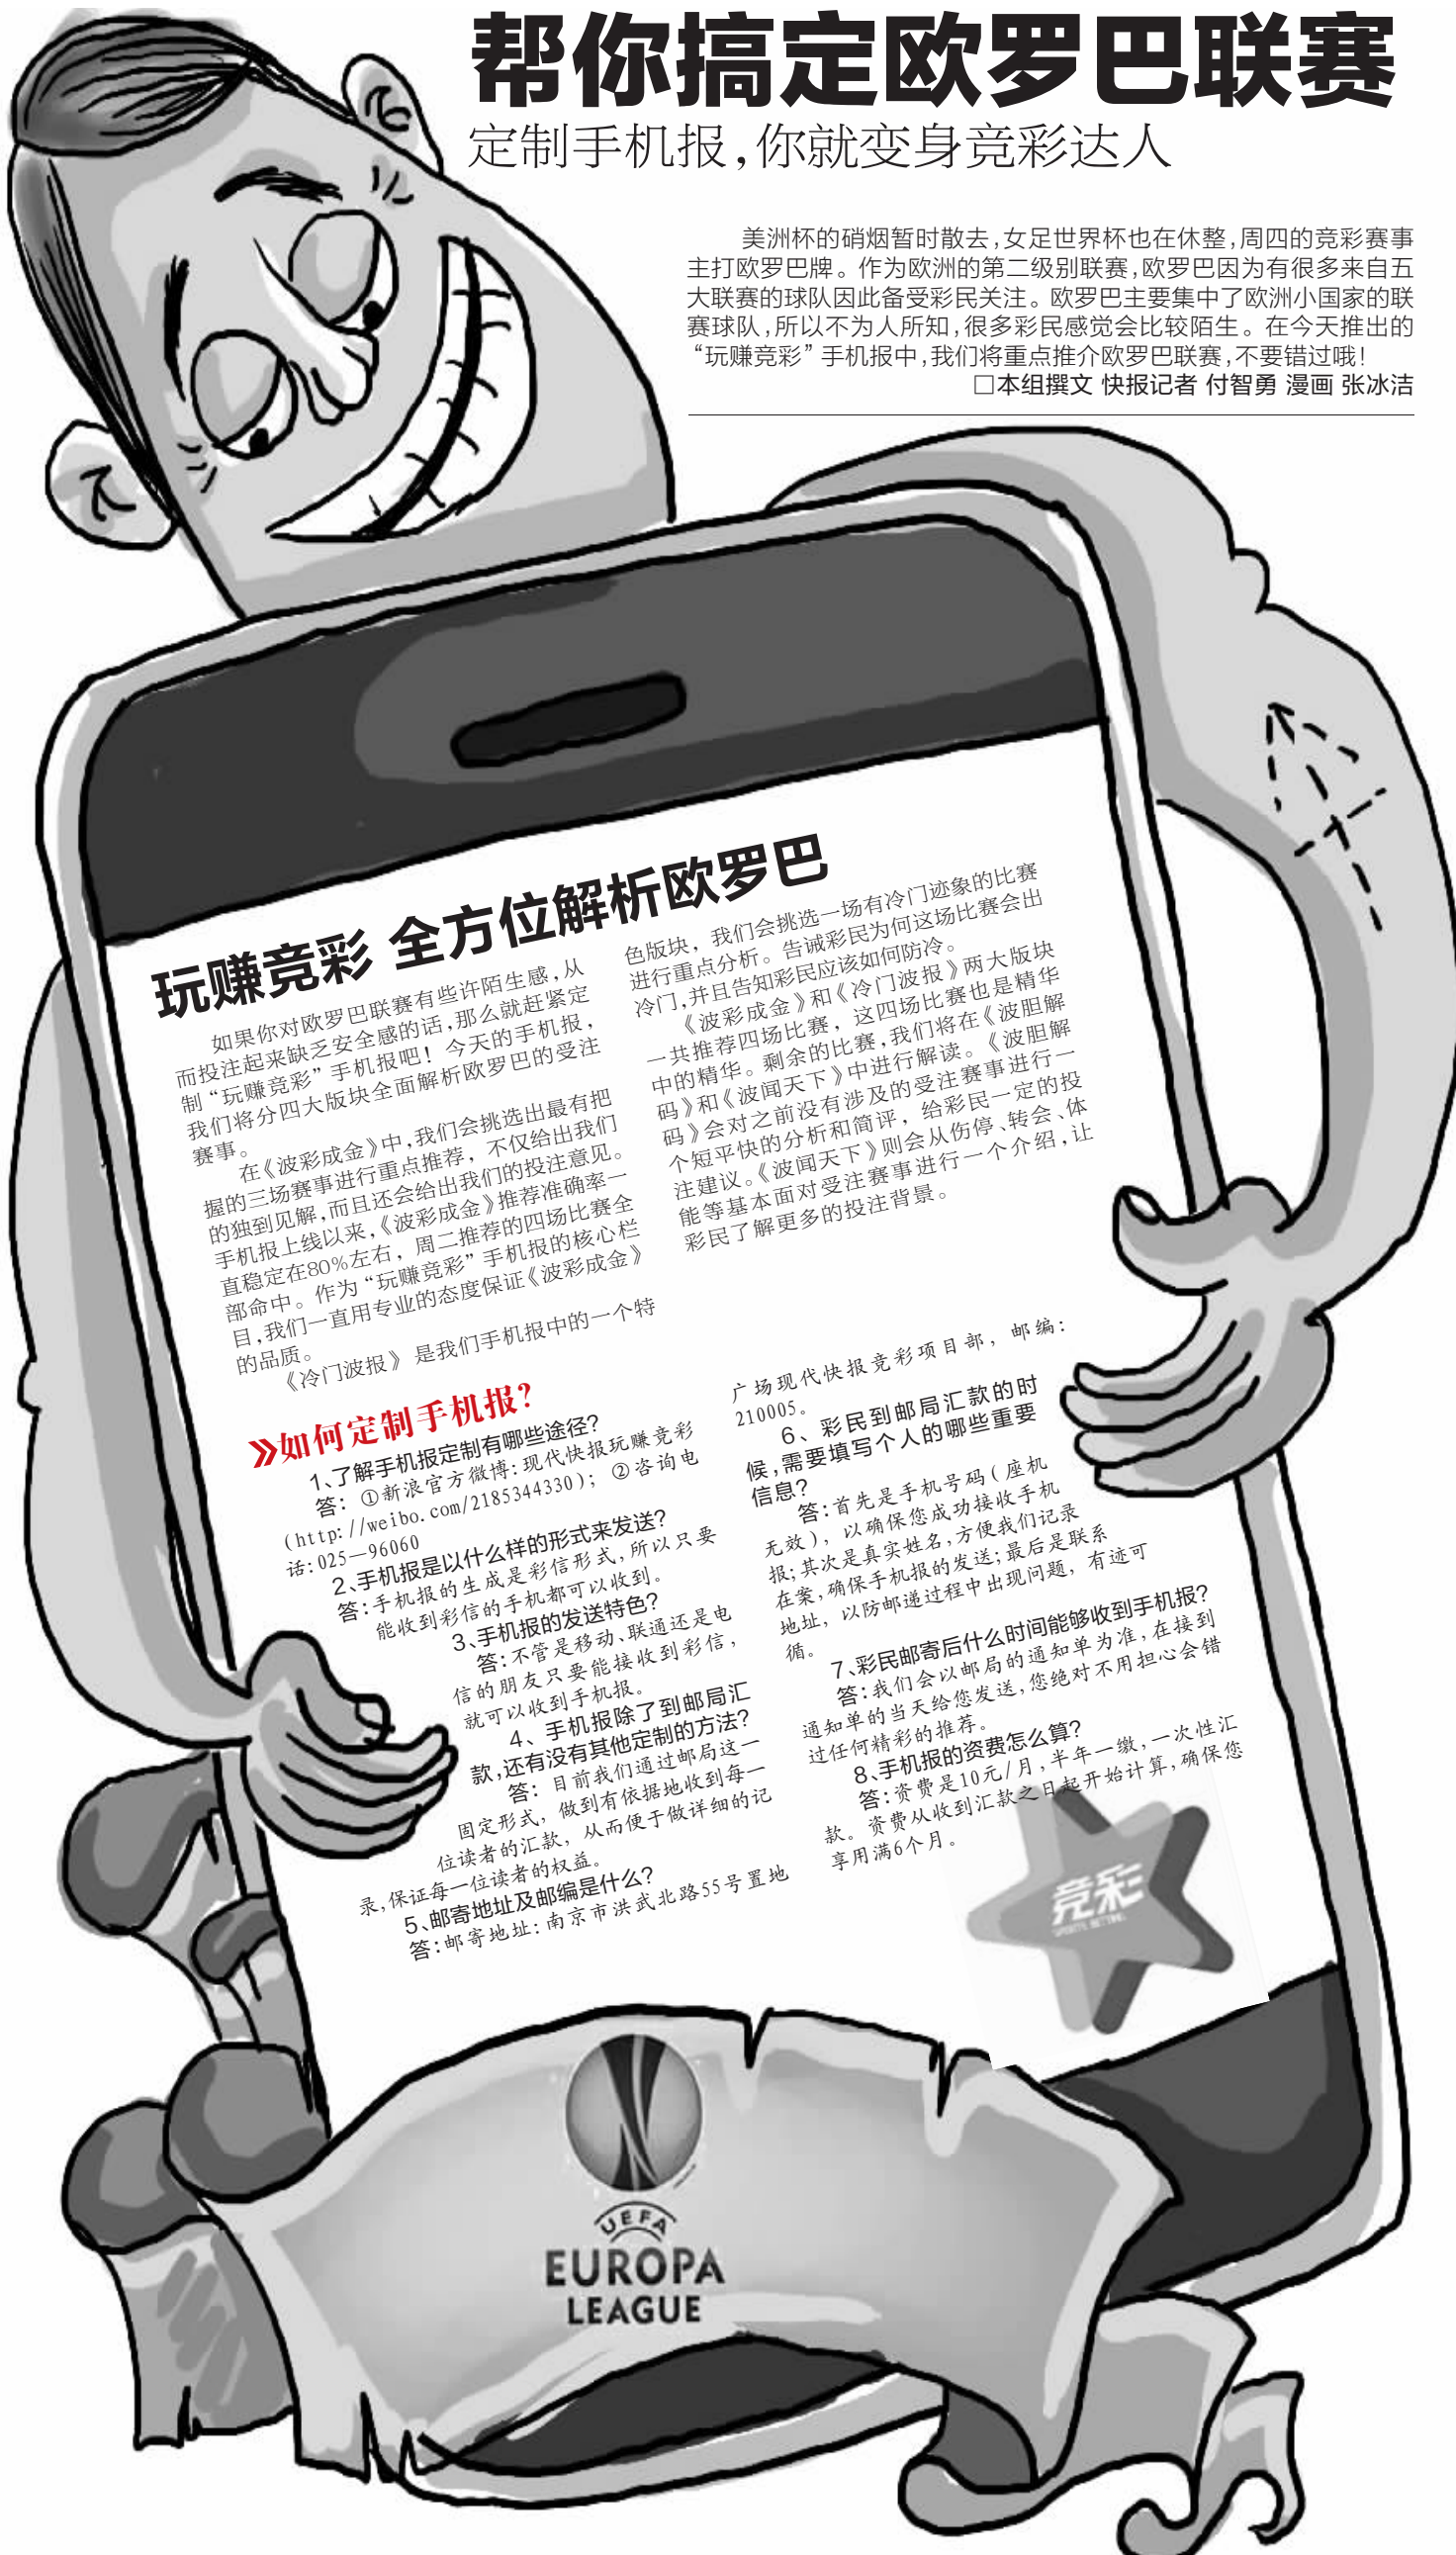 帮你搞定欧罗巴联赛
定制手机报,你就变身竞彩达人
美洲杯的硝烟暂时散去,女足世界杯也在休整,周四的竞彩赛事
主打欧罗巴牌。作为欧洲的第二级别联赛,欧罗巴因为有很多来自五
大联赛的球队因此备受彩民关注。欧罗巴主要集中了欧洲小国家的联
赛球队,所以不为人所知,很多彩民感觉会比较陌生。在今天推出的
“玩赚竞彩”手机报中,我们将重点推介欧罗巴联赛,不要错过哦!
□本组撰文 快报记者 付智勇 漫画 张冰洁
玩赚竞彩 全方位解析欧罗巴
如果你对欧罗巴联赛有些许陌生感,从
而投注起来缺乏安全感的话,那么就赶紧定
制“玩赚竞彩”手机报吧!今天的手机报,
我们将分四大版块全面解析欧罗巴的受注
赛事。
在《波彩成金》中,我们会挑选出最有把
握的三场赛事进行重点推荐,不仅给出我们
的独到见解,而且还会给出我们的投注意见。
手机报上线以来,《波彩成金》推荐准确率一
直稳定在80%左右,周二推荐的四场比赛全
部命中。作为“玩赚竞彩”手机报的核心栏
目,我们一直用专业的态度保证《波彩成金》
的品质。
《冷门波报》是我们手机报中的一个特
色版块,我们会挑选一场有冷门迹象的比赛
进行重点分析。告诫彩民为何这场比赛会出
冷门,并且告知彩民应该如何防冷。
《波彩成金》和《冷门波报》两大版块
一共推荐四场比赛,这四场比赛也是精华
中的精华。剩余的比赛,我们将在《波胆解
码》和《波闻天下》中进行解读。《波胆解
码》会对之前没有涉及的受注赛事进行一
个短平快的分析和简评,给彩民一定的投
注建议。《波闻天下》则会从伤停、转会、体
能等基本面对受注赛事进行一个介绍,让
彩民了解更多的投注背景。
如何定制手机报?
1、了解手机报定制有哪些途径?
答:①新浪官方微博:现代快报玩赚竞彩
(http://weibo.com/2185344330);②咨询电
话:025—96060
2、手机报是以什么样的形式来发送?
答:手机报的生成是彩信形式,所以只要
能收到彩信的手机都可以收到。
3、手机报的发送特色?
答:不管是移动、联通还是电
信的朋友只要能接收到彩信,
就可以收到手机报。
4、手机报除了到邮局汇
款,还有没有其他定制的方法?
答:目前我们通过邮局这一
固定形式,做到有依据地收到每一
位读者的汇款,从而便于做详细的记
录,保证每一位读者的权益。
5、邮寄地址及邮编是什么?
答:邮寄地址:南京市洪武北路55号置地
广场现代快报竞彩项目部,邮编:
210005。
6、彩民到邮局汇款的时
候,需要填写个人的哪些重要
信息?
答:首先是手机号码(座机
无效),以确保您成功接收手机
报;其次是真实姓名,方便我们记录
在案,确保手机报的发送;最后是联系
地址,以防邮递过程中出现问题,有迹可
循。
7、彩民邮寄后什么时间能够收到手机报?
答:我们会以邮局的通知单为准,在接到
通知单的当天给您发送,您绝对不用担心会错
过任何精彩的推荐。
8、手机报的资费怎么算?
答:资费是10元/月,半年一缴,一次性汇
款。资费从收到汇款之日起开始计算,确保您
享用满6个月。
竞彩
SPORTS BETTING
UEFA
EUROPA
LEAGUE